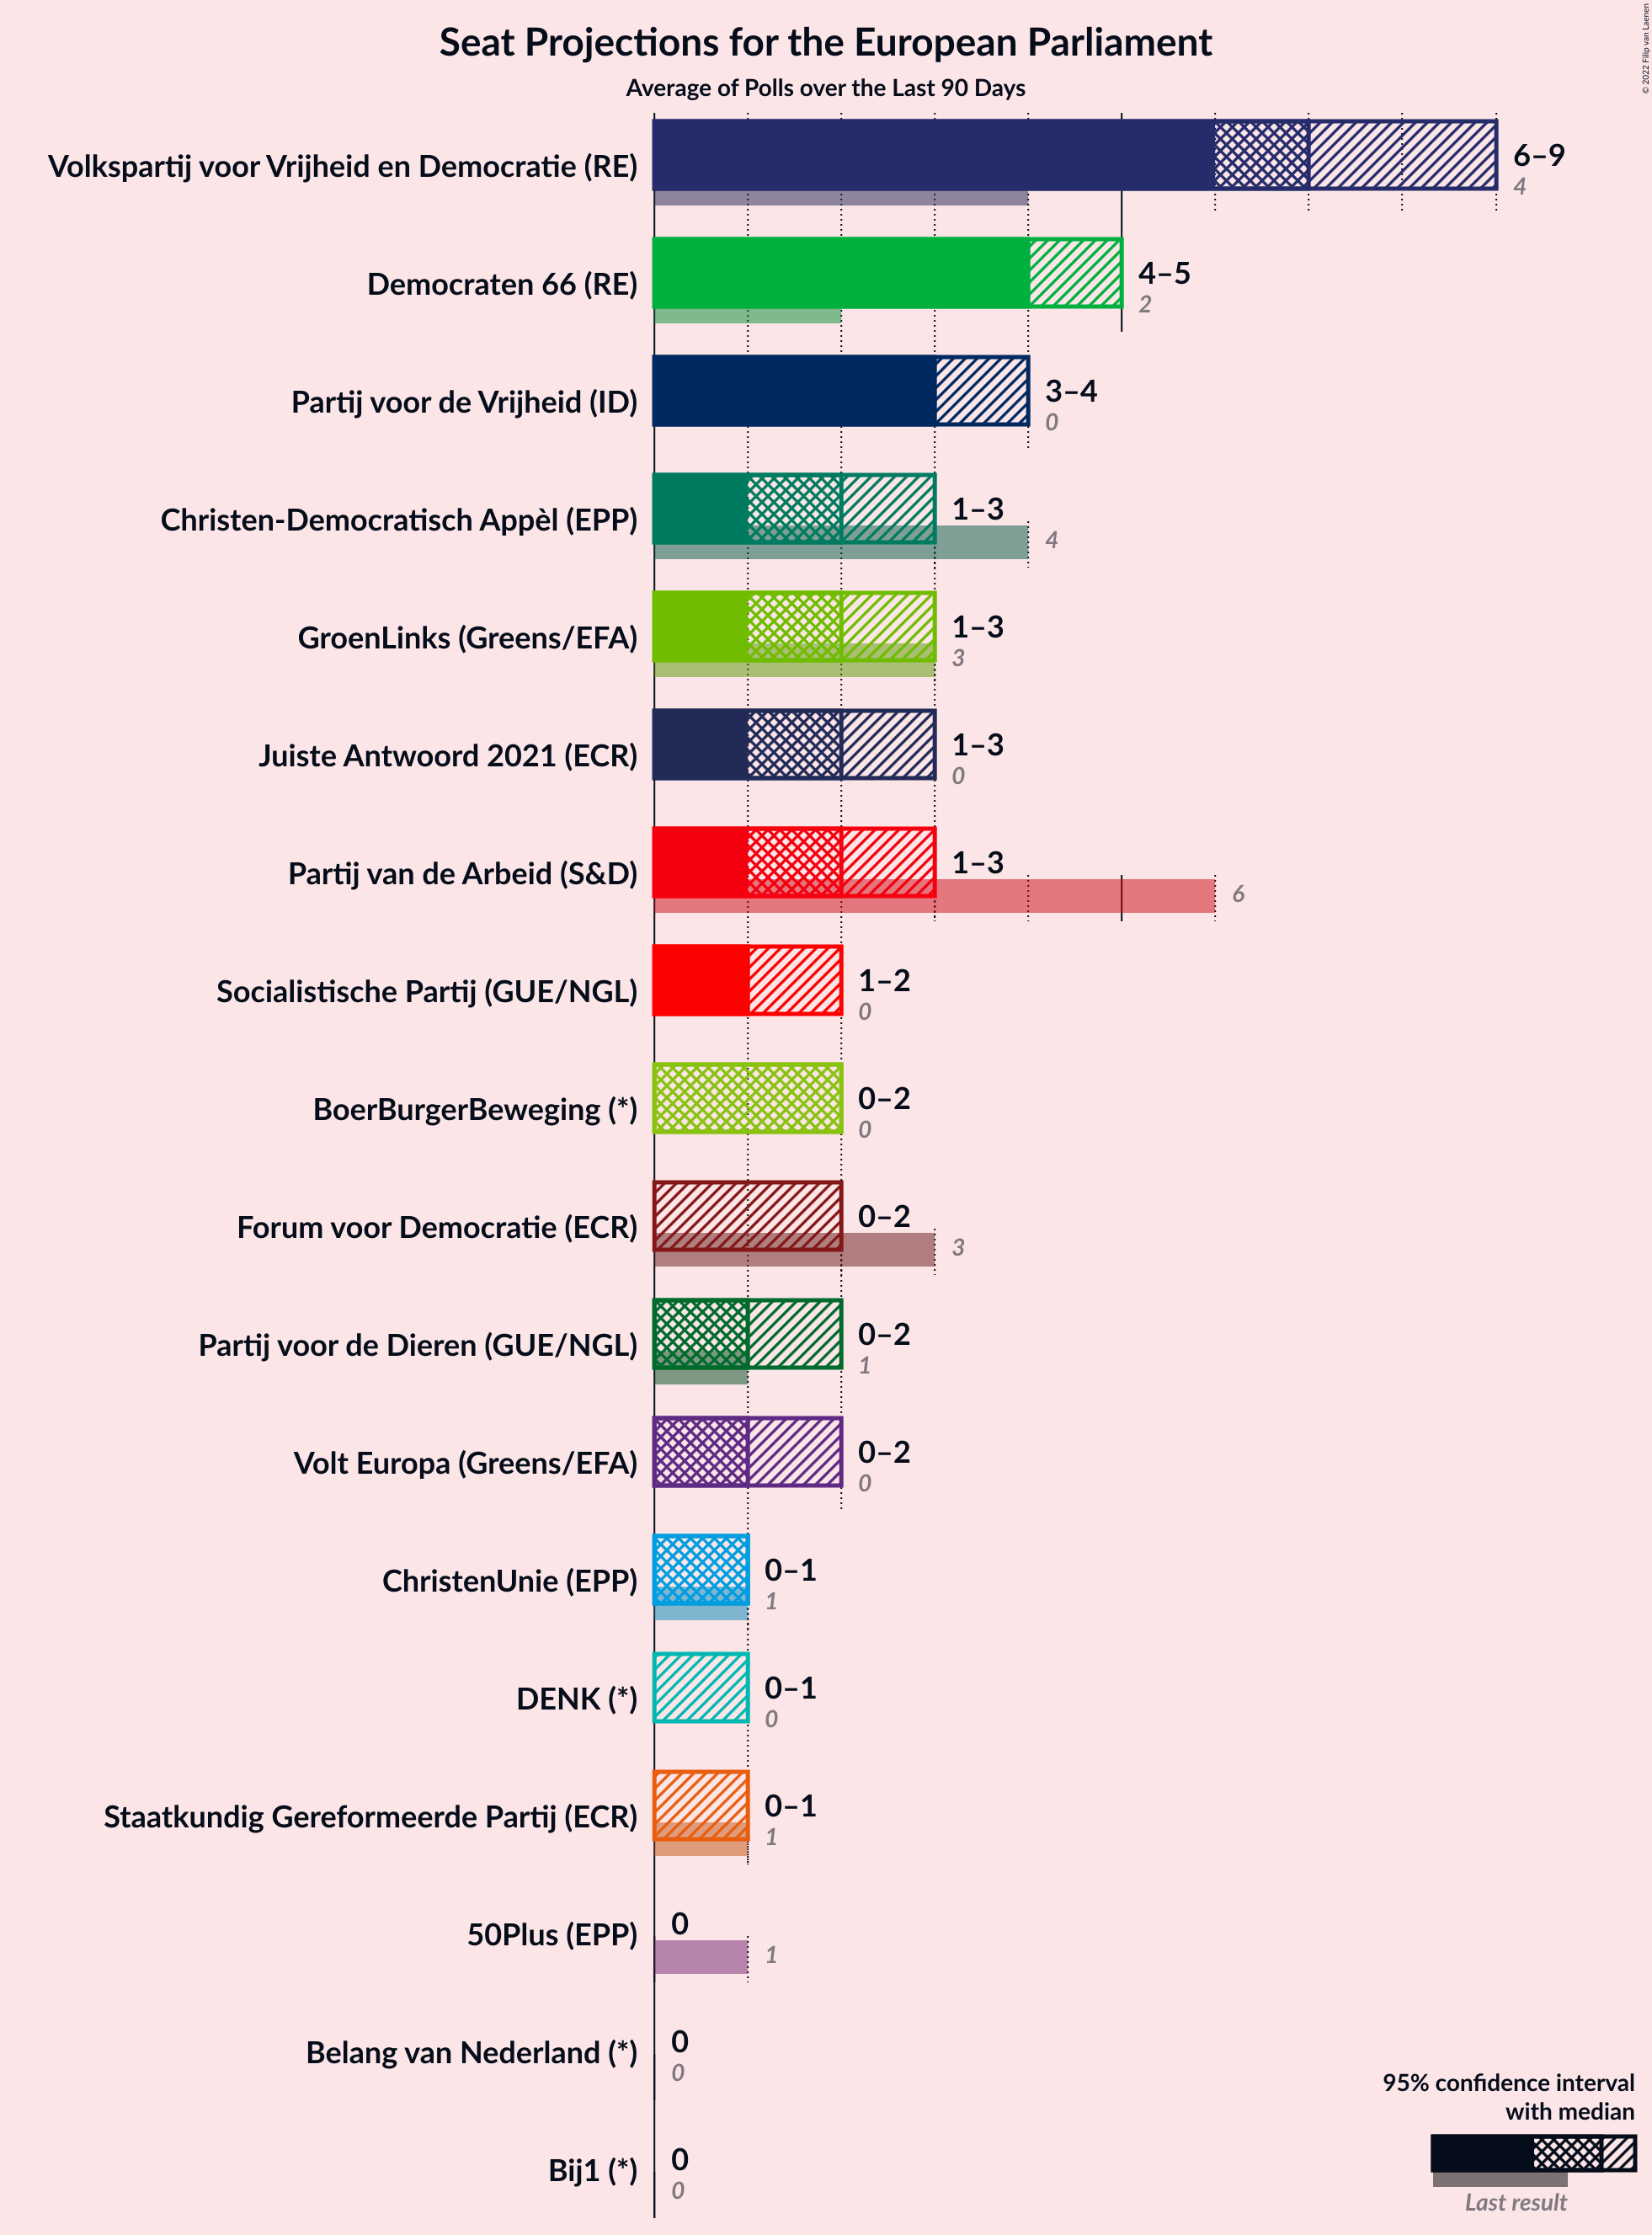 Seat Projections for the European Parliament
Average of Polls over the Last 90 Days
© 2022 Filip van Laenen
Volkspartij voor Vrijheid en Democratie (RE)
6–9
4
Democraten 66 (RE)
4–5
2
Partij voor de Vrijheid (ID)
3–4
0
Christen-Democratisch Appèl (EPP)
1–3
4
GroenLinks (Greens/EFA)
1–3
3
Juiste Antwoord 2021 (ECR)
1–3
0
Partij van de Arbeid (S&D)
1–3
6
Socialistische Partij (GUE/NGL)
1–2
0
BoerBurgerBeweging (*)
0–2
0
Forum voor Democratie (ECR)
0–2
3
Partij voor de Dieren (GUE/NGL)
0–2
1
Volt Europa (Greens/EFA)
0–2
0
ChristenUnie (EPP)
0–1
1
DENK (*)
0–1
0
Staatkundig Gereformeerde Partij (ECR)
0–1
1
50Plus (EPP)
0
1
Belang van Nederland (*)
0
0
Bij1 (*)
0
0
95% confidence interval
with median
Last result